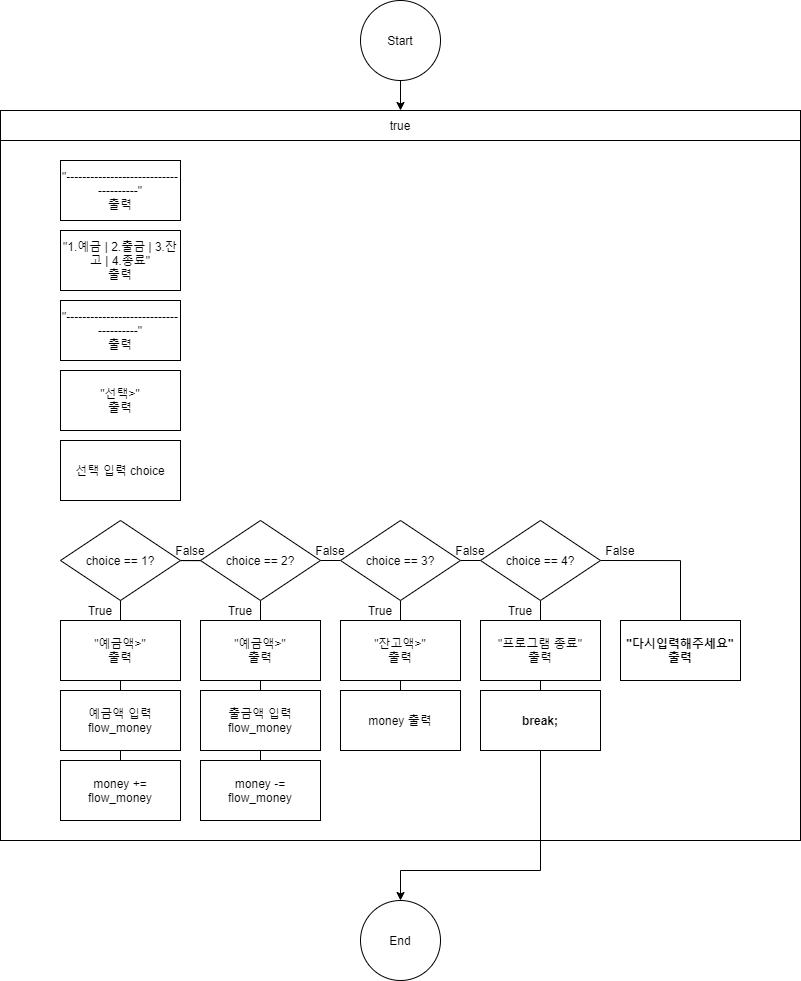 Start
true
"----------------------------
----------"
출력
"1.예금 | 2.출금 | 3.잔
고 | 4.종료"
출력
"----------------------------
----------"
출력
"선택>"
출력
선택 입력 choice
choice == 1?
False
choice == 2?
False
choice == 3?
False
choice == 4?
False
True
True
True
True
"예금액>"
출력
"예금액>"
출력
"잔고액>"
출력
"프로그램 종료"
출력
"다시입력해주세요"
출력
예금액 입력
flow_money
출금액 입력
flow_money
money 출력
break;
money +=
flow_money
money -=
flow_money
End